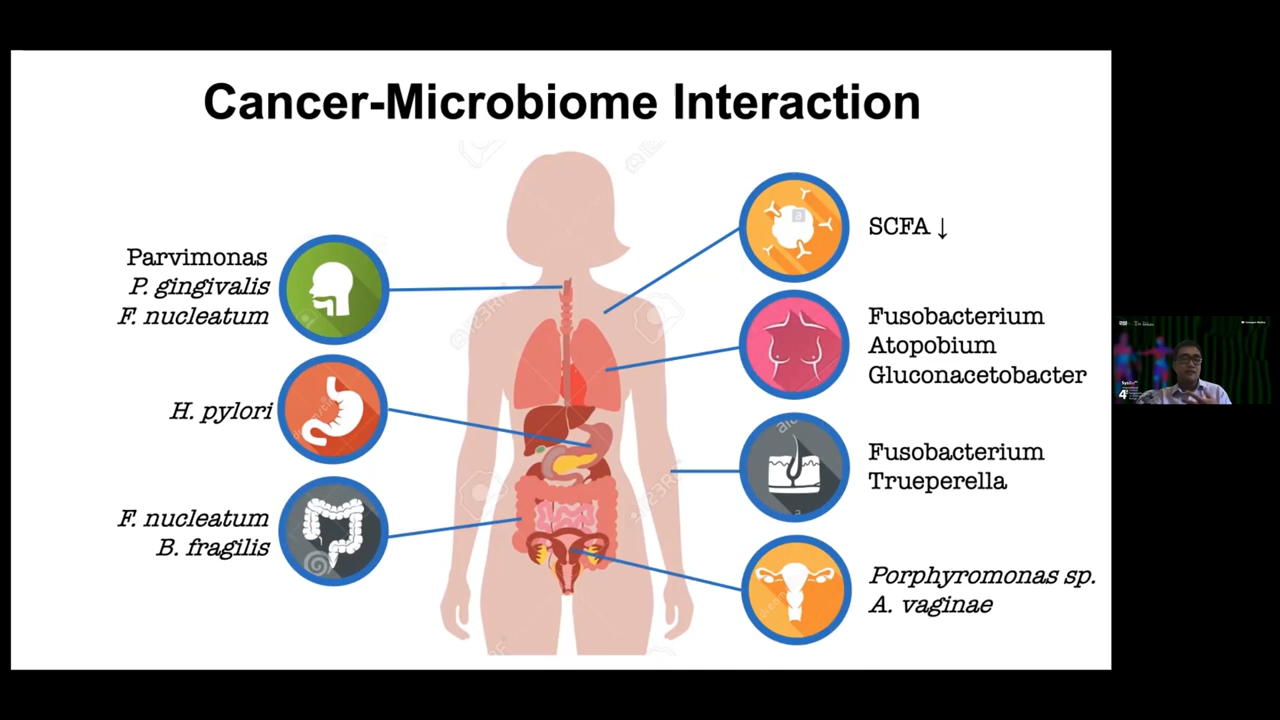 Cancer-Microbiome Interaction
Parvimonas
P. gingivalis
F. nucleatum
H. pylori
F. nucleatum
B. fragilis
SCFA ↓
Fusobacterium
Atopobium
Gluconacetobacter
Fusobacterium
Trueperella
Porphyromonas sp.
A. vaginae